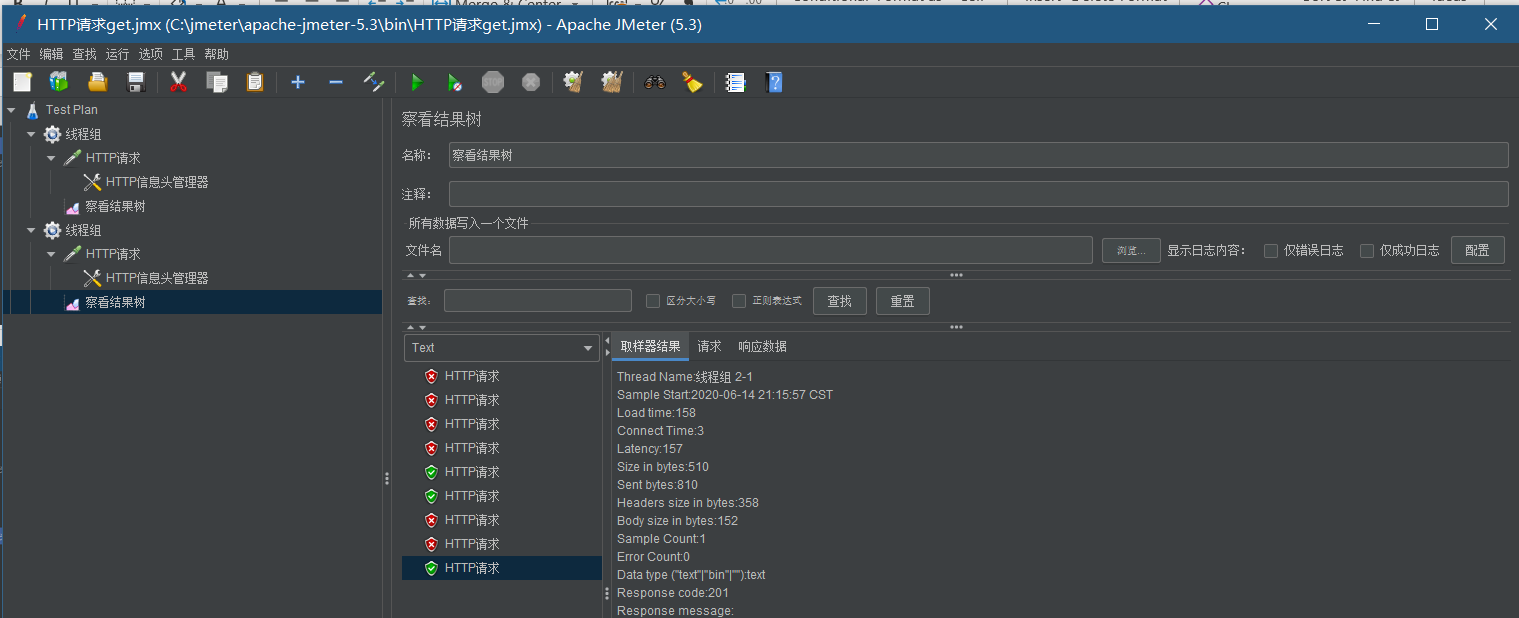 HTTP请求get.jmx (C:\jmeter\apache-jmeter-5.3\bin\HTTP请求get.jmx) - Apache JMeter (5.3)
文件 编辑 查找 运行 选项 工具 帮助
STOP
Test Plan
线程组
HTTP请求
HTTP信息头管理器
察看结果树
线程组
HTTP请求
HTTP信息头管理器
察看结果树
察看结果树
名称： 察看结果树
注释：
所有数据写入一个文件
文件名 浏览... 显示日志内容： 仅错误日志 仅成功日志 配置
查找： 区分大小写 正则表达式 查找 重置
Text
HTTP请求
HTTP请求
HTTP请求
HTTP请求
HTTP请求
HTTP请求
HTTP请求
HTTP请求
HTTP请求
取样器结果 请求 响应数据
Thread Name:线程组 2-1
Sample Start:2020-06-14 21:15:57 CST
Load time:158
Connect Time:3
Latency:157
Size in bytes:510
Sent bytes:810
Headers size in bytes:358
Body size in bytes:152
Sample Count:1
Error Count:0
Data type ("text"|"bin"|""):text
Response code:201
Response message: